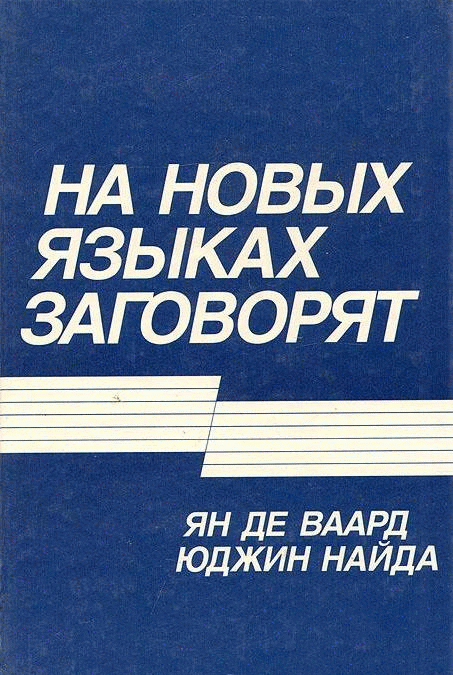 НА НОВЫХ
ЯЗЫКАХ
ЗАГОВОРЯТ
ЯН ДЕ ВААРД
ЮДЖИН НАЙДА